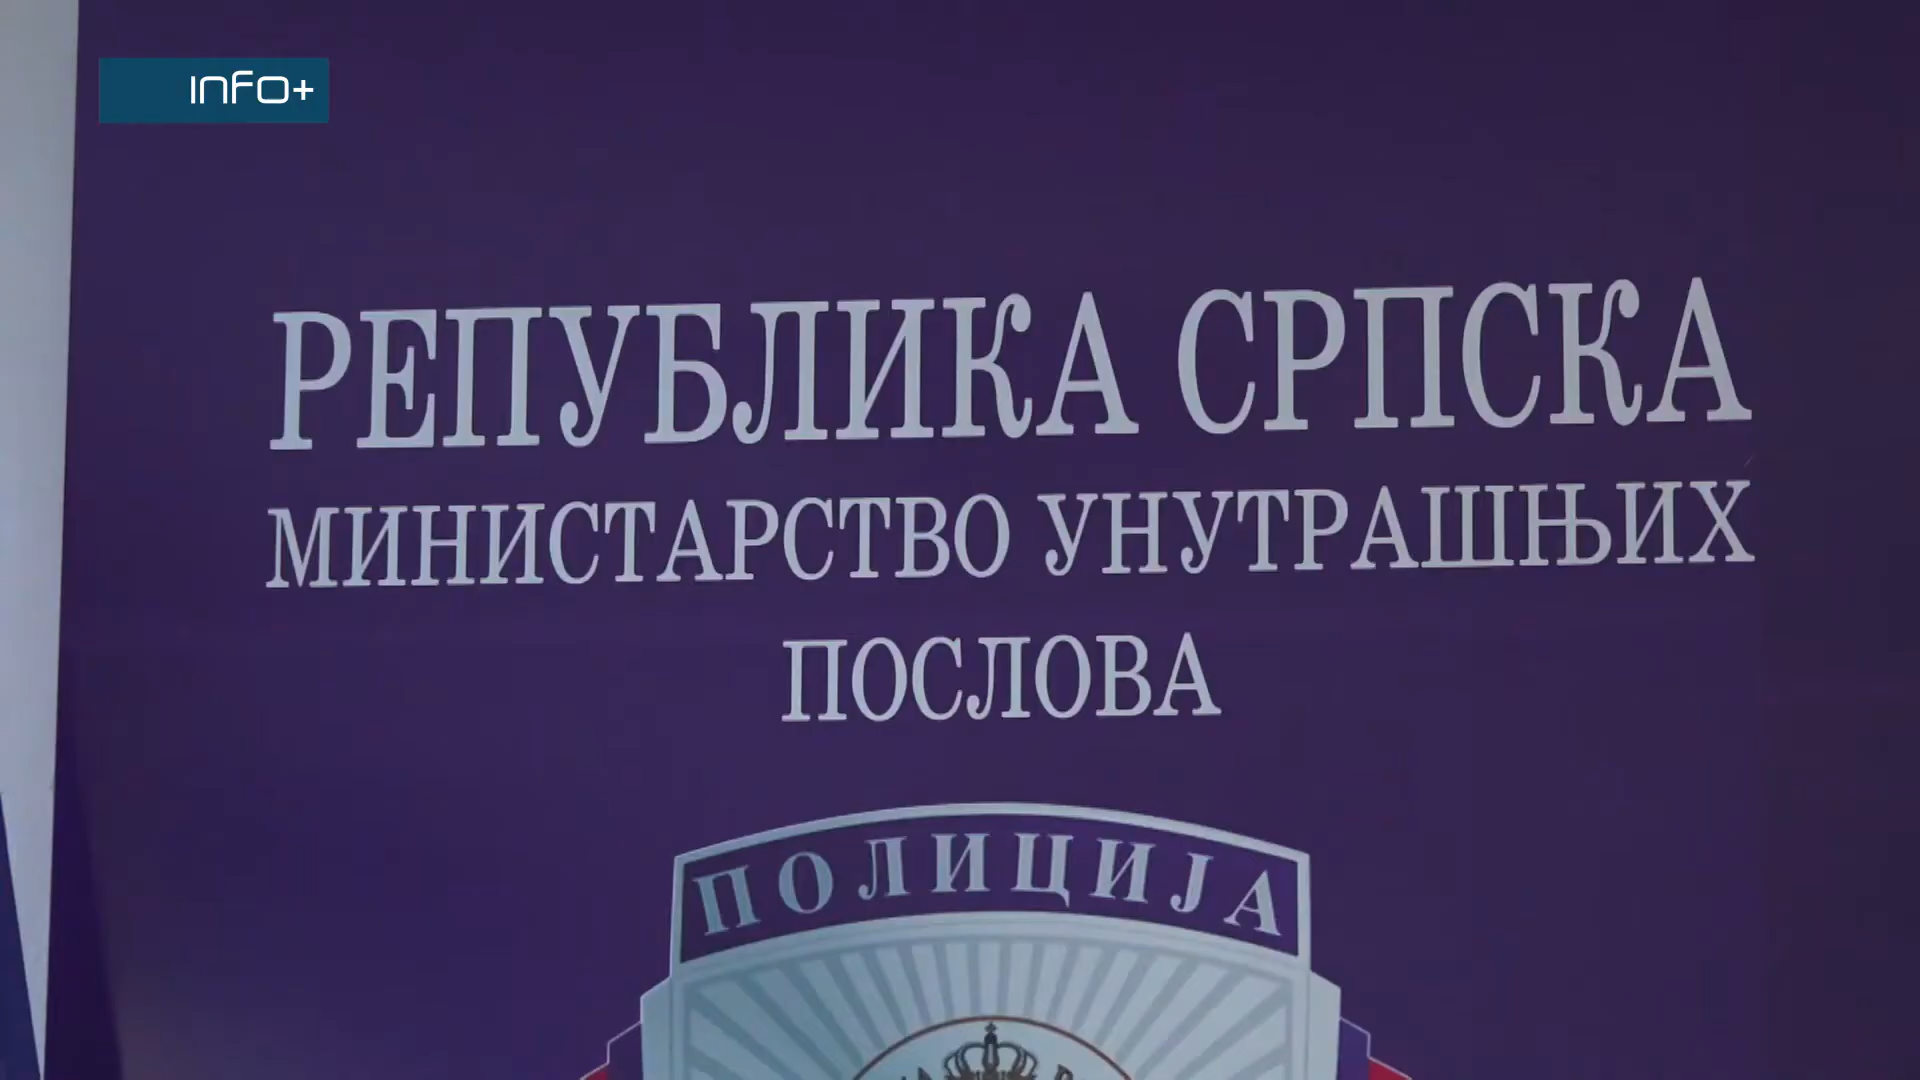 INFO+
РЕПУБЛИКА СРПСКА
МИНИСТАРСТВО УНУТРАШЊИХ
ПОСЛОВА
ПОЛИЦИЈА